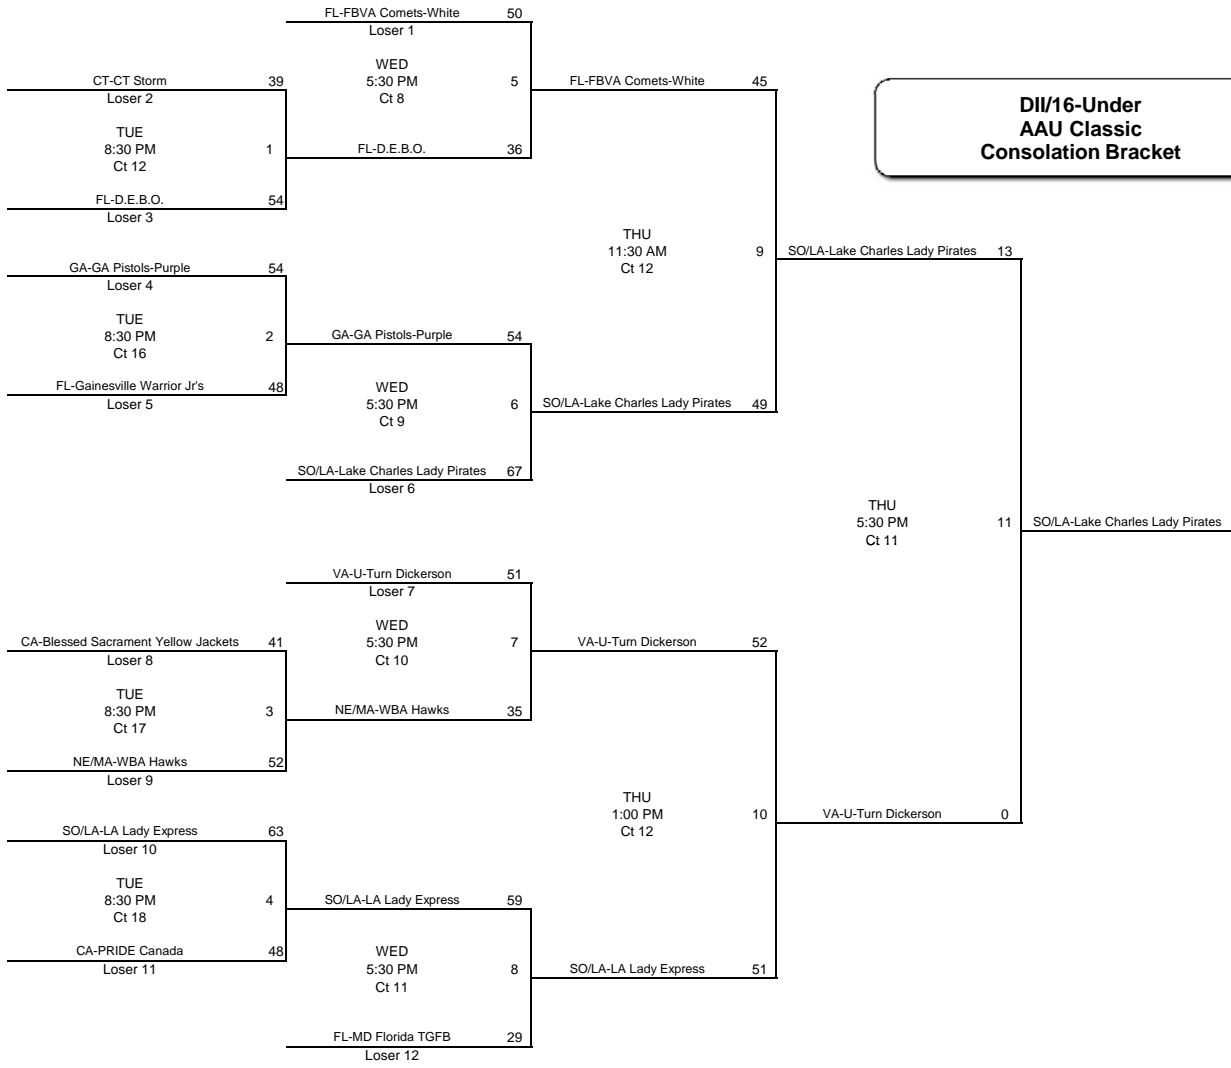 FL-FBVA Comets-White 50
Loser 1
WED
5:30 PM 5
Ct 8
CT-CT Storm 39
Loser 2
FL-FBVA Comets-White 45
DII/16-Under
AAU Classic
Consolation Bracket
TUE
8:30 PM 1
Ct 12
FL-D.E.B.O. 36
FL-D.E.B.O. 54
Loser 3
THU
11:30 AM 9
Ct 12
SO/LA-Lake Charles Lady Pirates 13
GA-GA Pistols-Purple 54
Loser 4
TUE
8:30 PM 2
Ct 16
GA-GA Pistols-Purple 54
FL-Gainesville Warrior Jr's 48
Loser 5
WED
5:30 PM 6
Ct 9
SO/LA-Lake Charles Lady Pirates 49
SO/LA-Lake Charles Lady Pirates 67
Loser 6
THU
5:30 PM 11
Ct 11
SO/LA-Lake Charles Lady Pirates
VA-U-Turn Dickerson 51
Loser 7
WED
5:30 PM 7
Ct 10
CA-Blessed Sacrament Yellow Jackets 41
Loser 8
VA-U-Turn Dickerson 52
TUE
8:30 PM 3
Ct 17
NE/MA-WBA Hawks 35
NE/MA-WBA Hawks 52
Loser 9
THU
1:00 PM 10
Ct 12
VA-U-Turn Dickerson 0
SO/LA-LA Lady Express 63
Loser 10
TUE
8:30 PM 4
Ct 18
SO/LA-LA Lady Express 59
CA-PRIDE Canada 48
Loser 11
WED
5:30 PM 8
Ct 11
SO/LA-LA Lady Express 51
FL-MD Florida TGFB 29
Loser 12